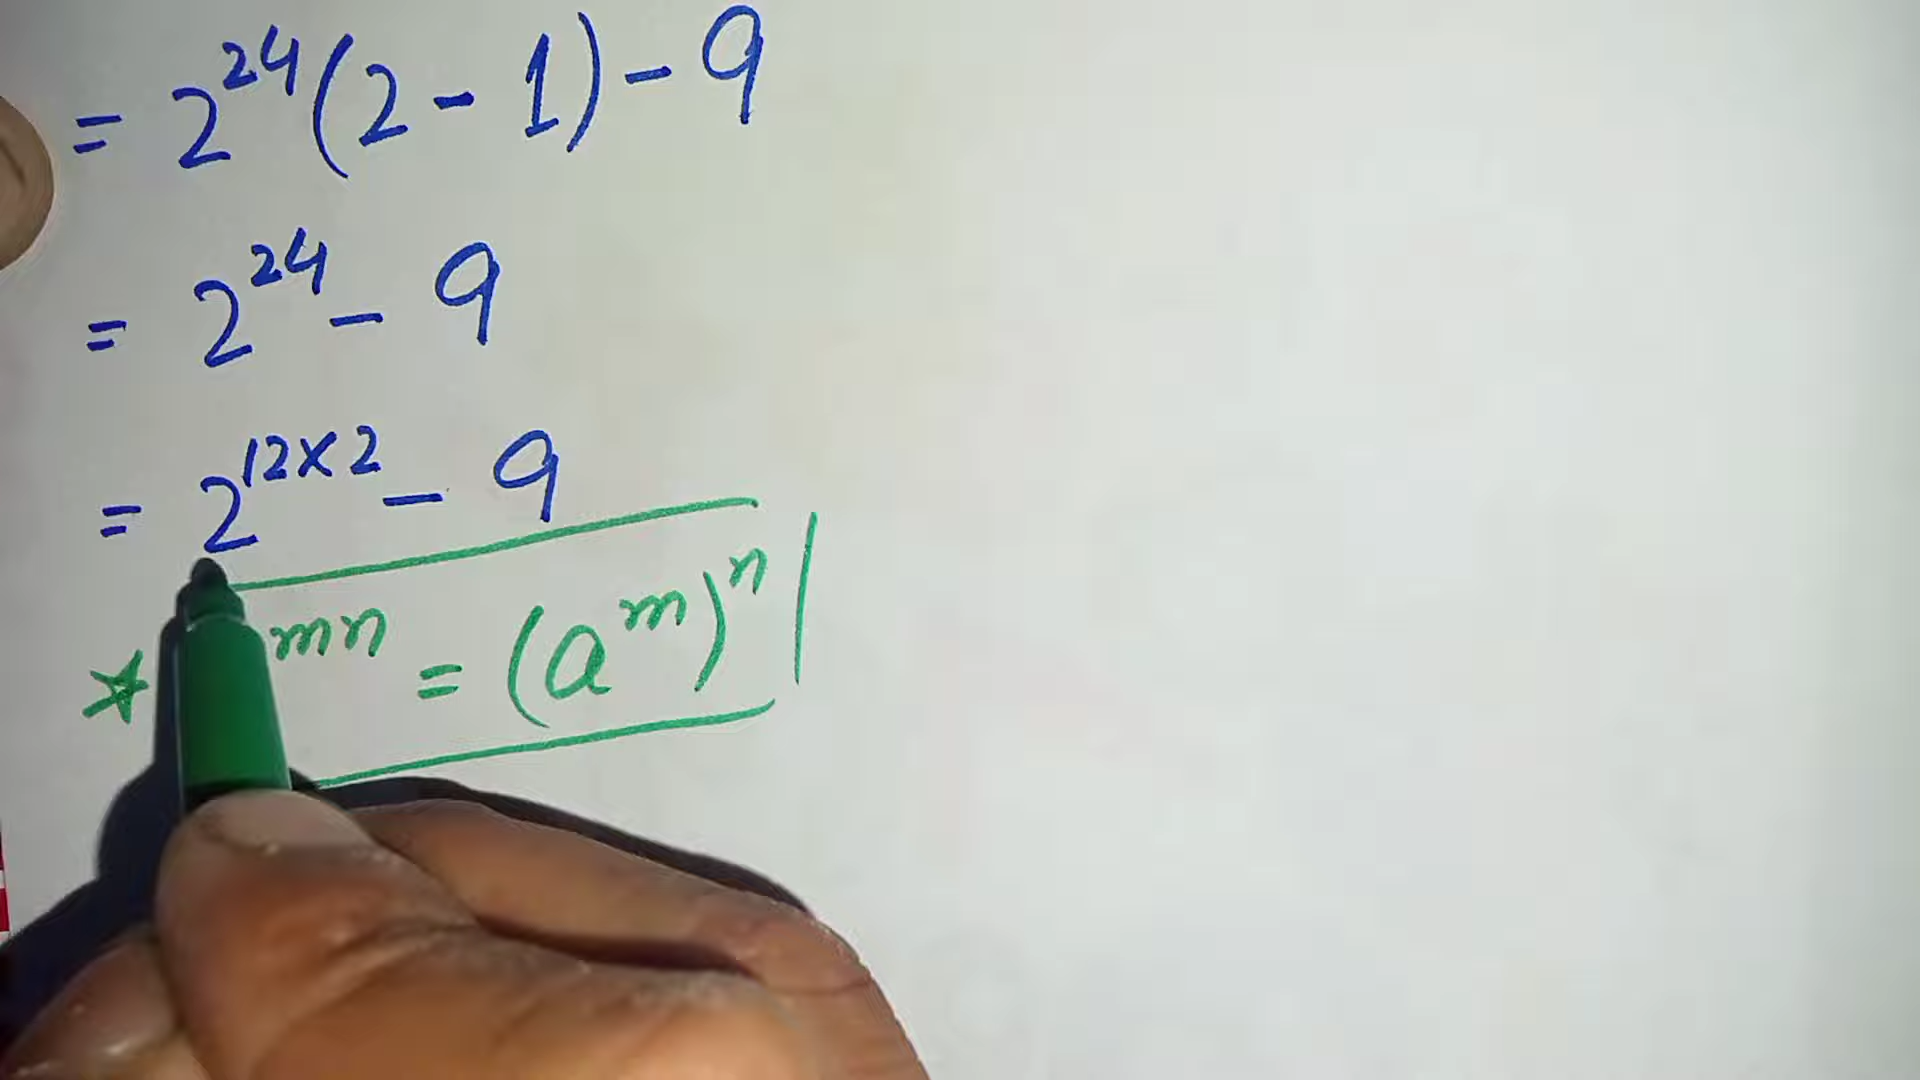 = 2^24 (2 - 1) - 9
= 2^24 - 9
= 2^12×2 - 9
☆ mn = (a^m)^n